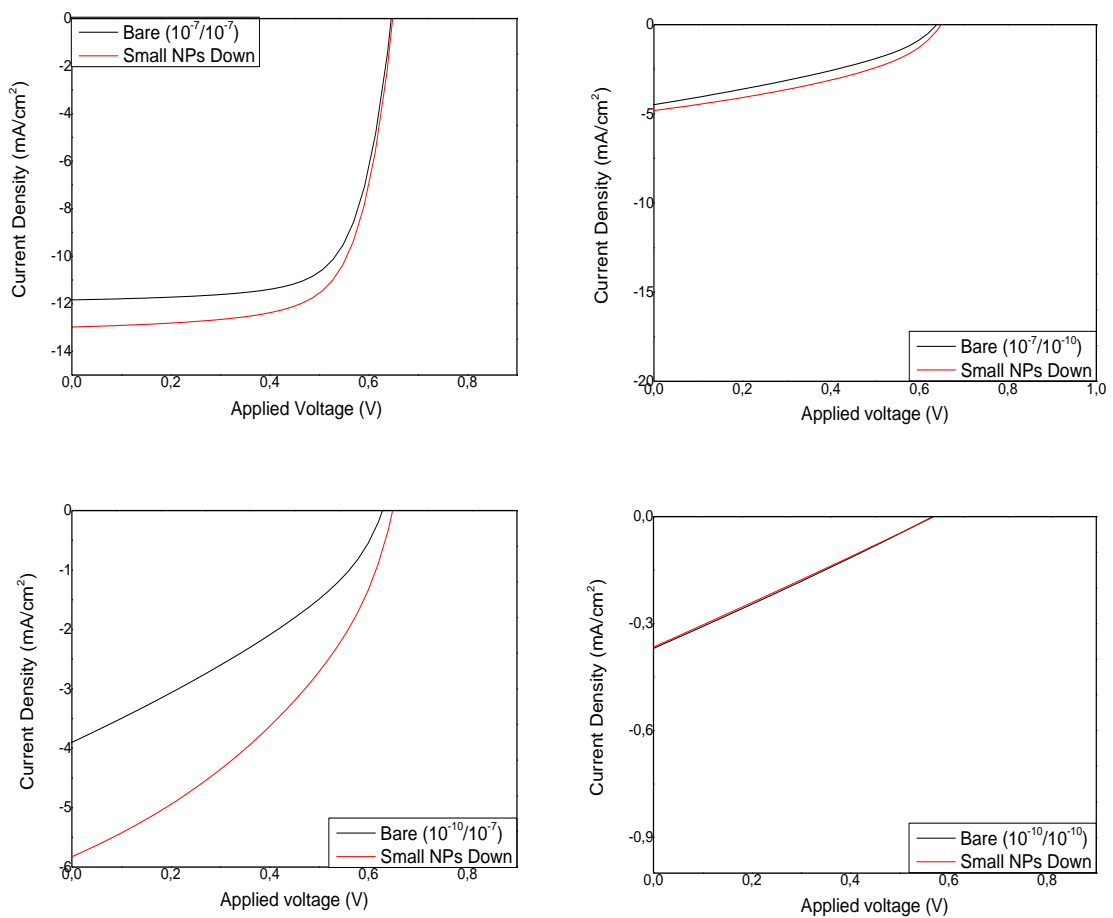 0
-2
-4
-6
-8
-10
-12
-14
0,0 0,2 0,4 0,6 0,8
Current Density (mA/cm²)
Applied Voltage (V)
Bare (10⁻⁷/10⁻⁷)
Small NPs Down
0
-5
-10
-15
-20
0,0 0,2 0,4 0,6 0,8 1,0
Current Density (mA/cm²)
Applied voltage (V)
Bare (10⁻⁷/10⁻¹⁰)
Small NPs Down
0
-1
-2
-3
-4
-5
-6
0,0 0,2 0,4 0,6 0,8
Current Density (mA/cm²)
Applied voltage (V)
Bare (10⁻¹⁰/10⁻⁷)
Small NPs Down
0,0
-0,3
-0,6
-0,9
0,0 0,2 0,4 0,6 0,8
Current Density (mA/cm²)
Applied voltage (V)
Bare (10⁻¹⁰/10⁻¹⁰)
Small NPs Down